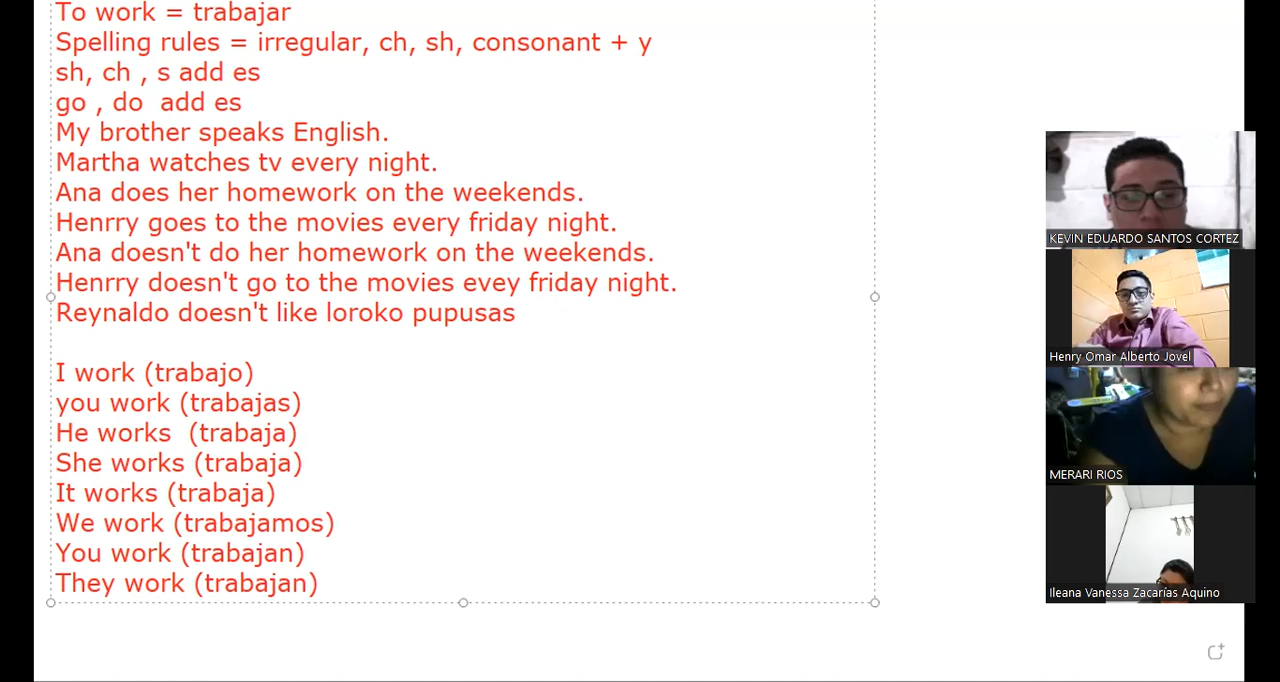 To work = trabajar
Spelling rules = irregular, ch, sh, consonant + y
sh, ch , s add es
go , do  add es
My brother speaks English.
Martha watches tv every night.
Ana does her homework on the weekends.
Henrry goes to the movies every friday night.
Ana doesn't do her homework on the weekends.
Henrry doesn't go to the movies evey friday night.
Reynaldo doesn't like loroko pupusas
I work (trabajo)
you work (trabajas)
He works  (trabaja)
She works (trabaja)
It works (trabaja)
We work (trabajamos)
You work (trabajan)
They work (trabajan)
KEVIN EDUARDO SANTOS CORTEZ
Henry Omar Alberto Jovel
MERARI RIOS
Ileana Vanessa Zacarías Aquino